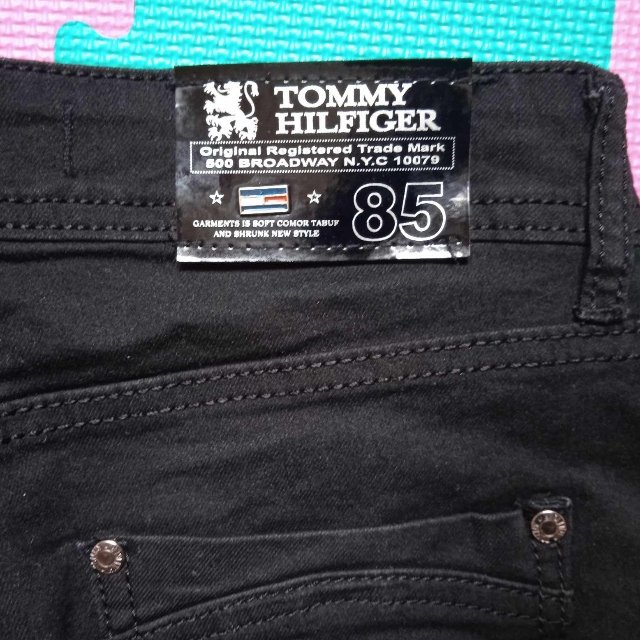 TOMMY
HILFIGER
Original Registered Trade Mark
500 BROADWAY N.Y.C 10079
85
GARMENTS IS SOFT COMOR TABUF
AND SHRUNK NEW STYLE